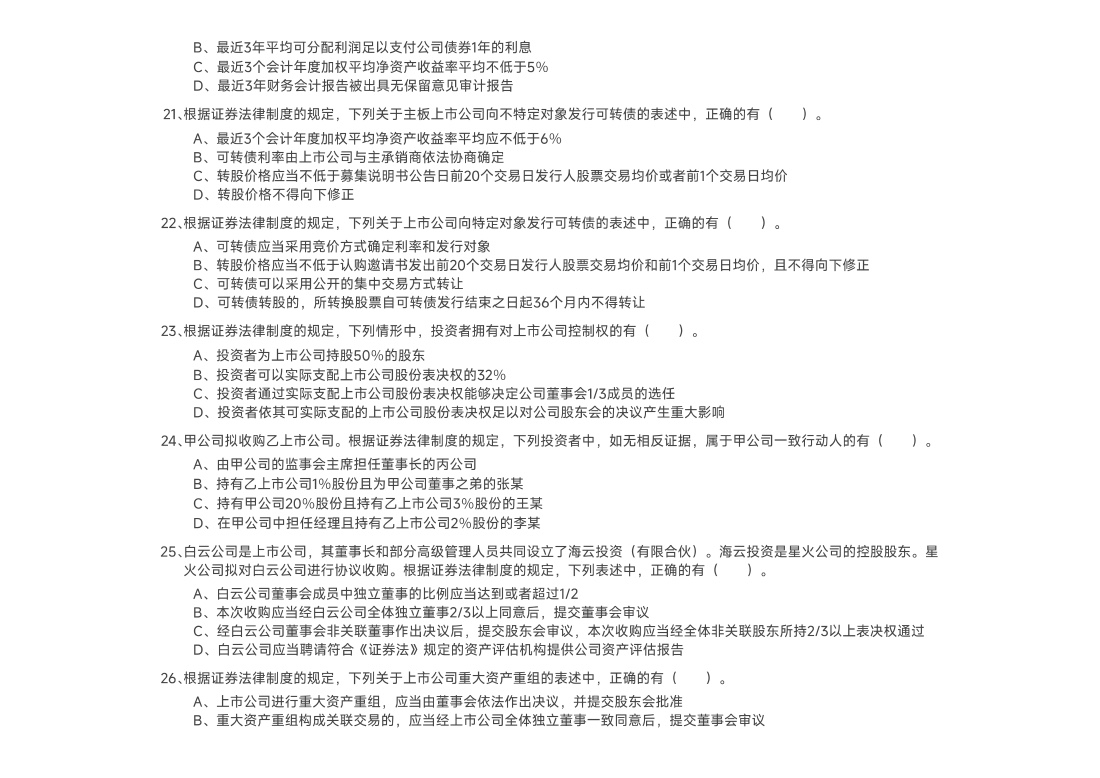 B、最近3年平均可分配利润足以支付公司债券1年的利息
C、最近3个会计年度加权平均净资产收益率平均不低于5%
D、最近3年财务会计报告被出具无保留意见审计报告
21、根据证券法律制度的规定，下列关于主板上市公司向不特定对象发行可转债的表述中，正确的有（　　）。
A、最近3个会计年度加权平均净资产收益率平均应不低于6%
B、可转债利率由上市公司与主承销商依法协商确定
C、转股价格应当不低于募集说明书公告日前20个交易日发行人股票交易均价或者前1个交易日均价
D、转股价格不得向下修正
22、根据证券法律制度的规定，下列关于上市公司向特定对象发行可转债的表述中，正确的有（　　）。
A、可转债应当采用竞价方式确定利率和发行对象
B、转股价格应当不低于认购邀请书发出前20个交易日发行人股票交易均价和前1个交易日均价，且不得向下修正
C、可转债可以采用公开的集中交易方式转让
D、可转债转股的，所转换股票自可转债发行结束之日起36个月内不得转让
23、根据证券法律制度的规定，下列情形中，投资者拥有对上市公司控制权的有（　　）。
A、投资者为上市公司持股50%的股东
B、投资者可以实际支配上市公司股份表决权的32%
C、投资者通过实际支配上市公司股份表决权能够决定公司董事会1/3成员的选任
D、投资者依其可实际支配的上市公司股份表决权足以对公司股东会的决议产生重大影响
24、甲公司拟收购乙上市公司。根据证券法律制度的规定，下列投资者中，如无相反证据，属于甲公司一致行动人的有（　　）。
A、由甲公司的监事会主席担任董事长的丙公司
B、持有乙上市公司1%股份且为甲公司董事之弟的张某
C、持有甲公司20%股份且持有乙上市公司3%股份的王某
D、在甲公司中担任经理且持有乙上市公司2%股份的李某
25、白云公司是上市公司，其董事长和部分高级管理人员共同设立了海云投资（有限合伙）。海云投资是星火公司的控股股东。星
火公司拟对白云公司进行协议收购。根据证券法律制度的规定，下列表述中，正确的有（　　）。
A、白云公司董事会成员中独立董事的比例应当达到或者超过1/2
B、本次收购应当经白云公司全体独立董事2/3以上同意后，提交董事会审议
C、经白云公司董事会非关联董事作出决议后，提交股东会审议，本次收购应当经全体非关联股东所持2/3以上表决权通过
D、白云公司应当聘请符合《证券法》规定的资产评估机构提供公司资产评估报告
26、根据证券法律制度的规定，下列关于上市公司重大资产重组的表述中，正确的有（　　）。
A、上市公司进行重大资产重组，应当由董事会依法作出决议，并提交股东会批准
B、重大资产重组构成关联交易的，应当经上市公司全体独立董事一致同意后，提交董事会审议